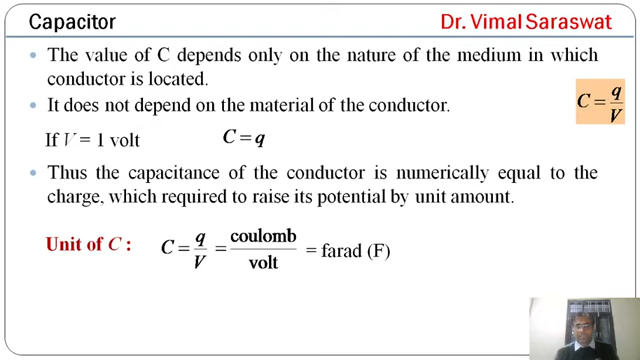 Capacitor
Dr. Vimal Saraswat
• The value of C depends only on the nature of the medium in which
conductor is located.
• It does not depend on the material of the conductor.
C = q/V
If V = 1 volt C = q
• Thus the capacitance of the conductor is numerically equal to the
charge, which required to raise its potential by unit amount.
Unit of C : C = q/V = coulomb/volt = farad (F)